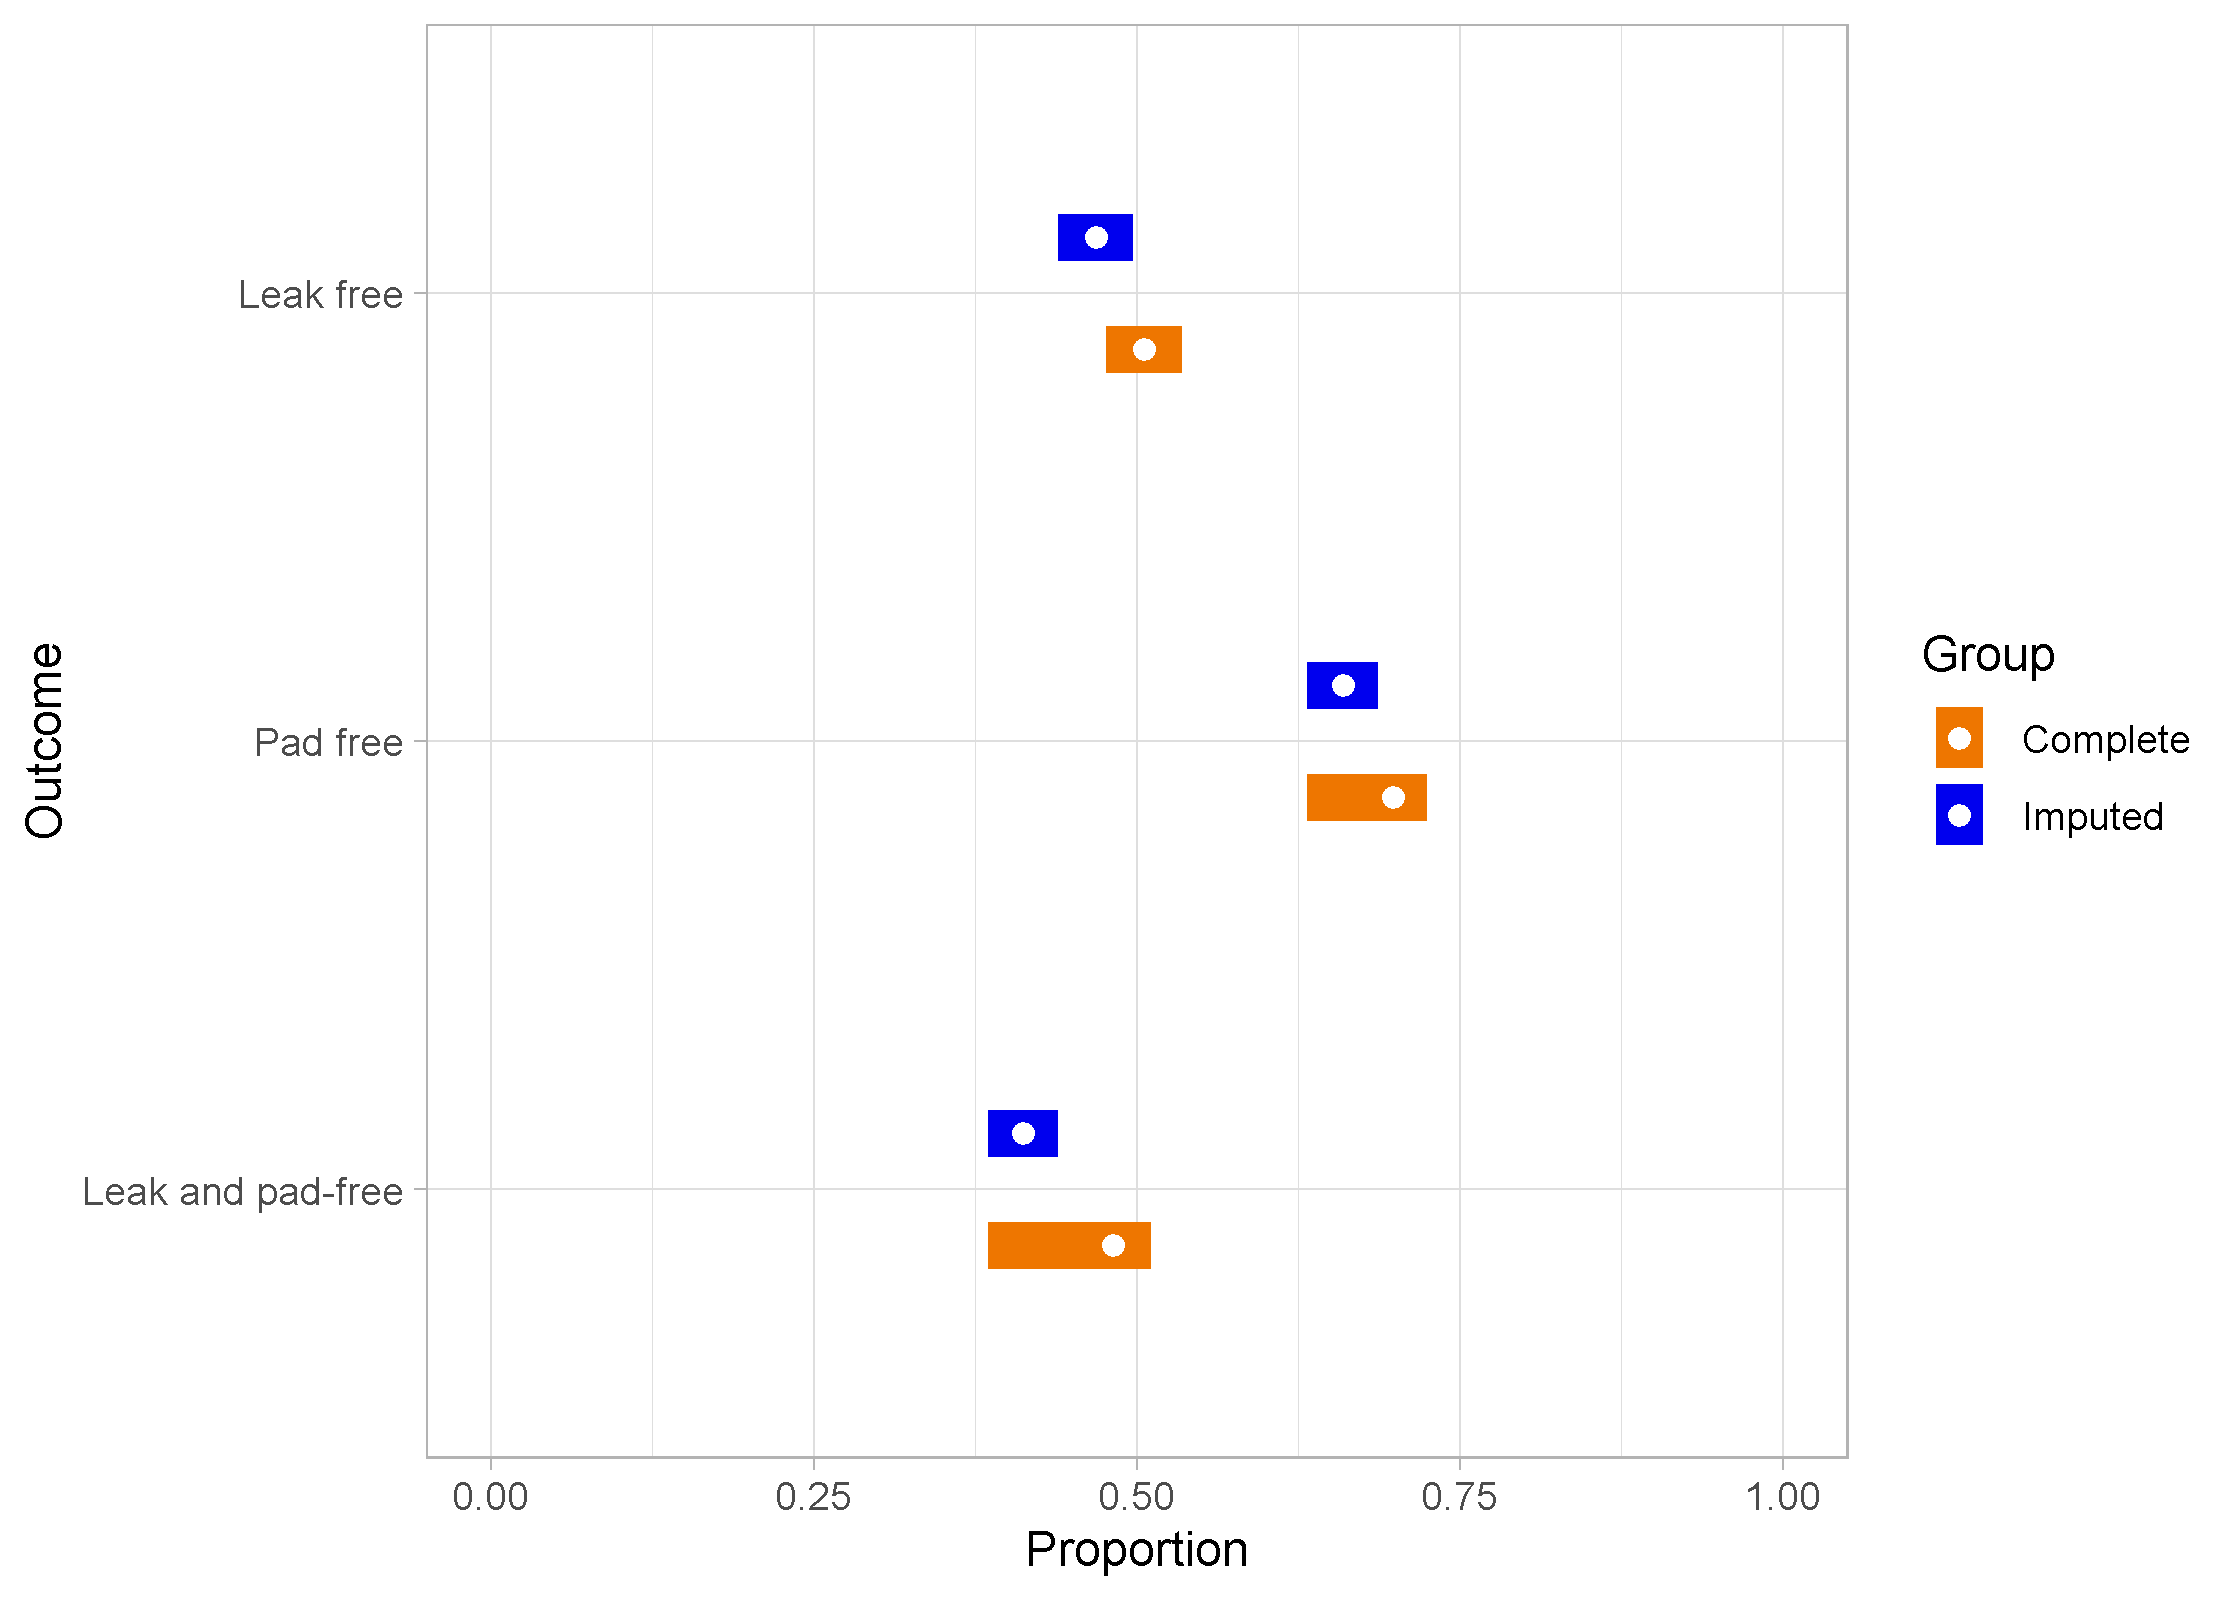 Outcome
Leak free
Pad free
Leak and pad-free
0.00 0.25 0.50 0.75 1.00
Proportion
Group
Complete
Imputed